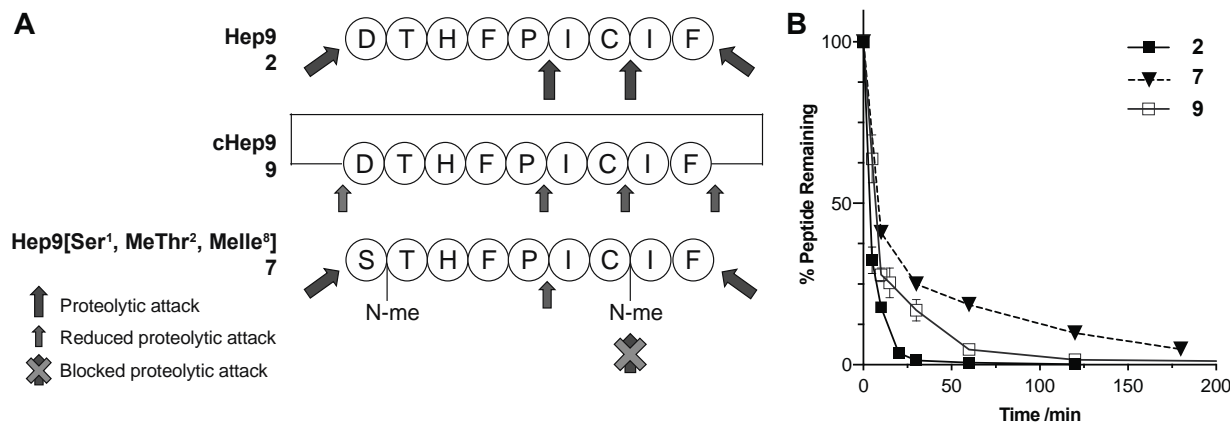 A
Hep9
2
D T H F P I C I F
cHep9
9
D T H F P I C I F
Hep9[Ser¹, MeThr², MeIle⁸]
7
S T H F P I C I F
N-me N-me
Proteolytic attack
Reduced proteolytic attack
Blocked proteolytic attack
B
% Peptide Remaining
100
50
0
0 50 100 150 200
Time /min
2
7
9